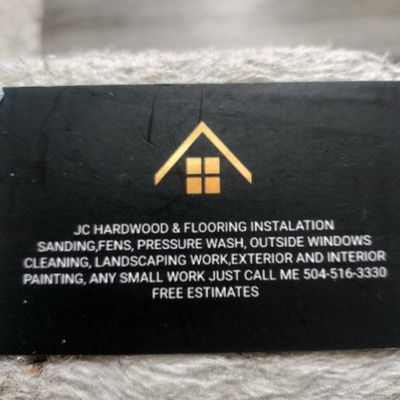 JC HARDWOOD & FLOORING INSTALATION
SANDING,FENS, PRESSURE WASH, OUTSIDE WINDOWS
CLEANING, LANDSCAPING WORK,EXTERIOR AND INTERIOR
PAINTING, ANY SMALL WORK JUST CALL ME 504-516-3330
FREE ESTIMATES